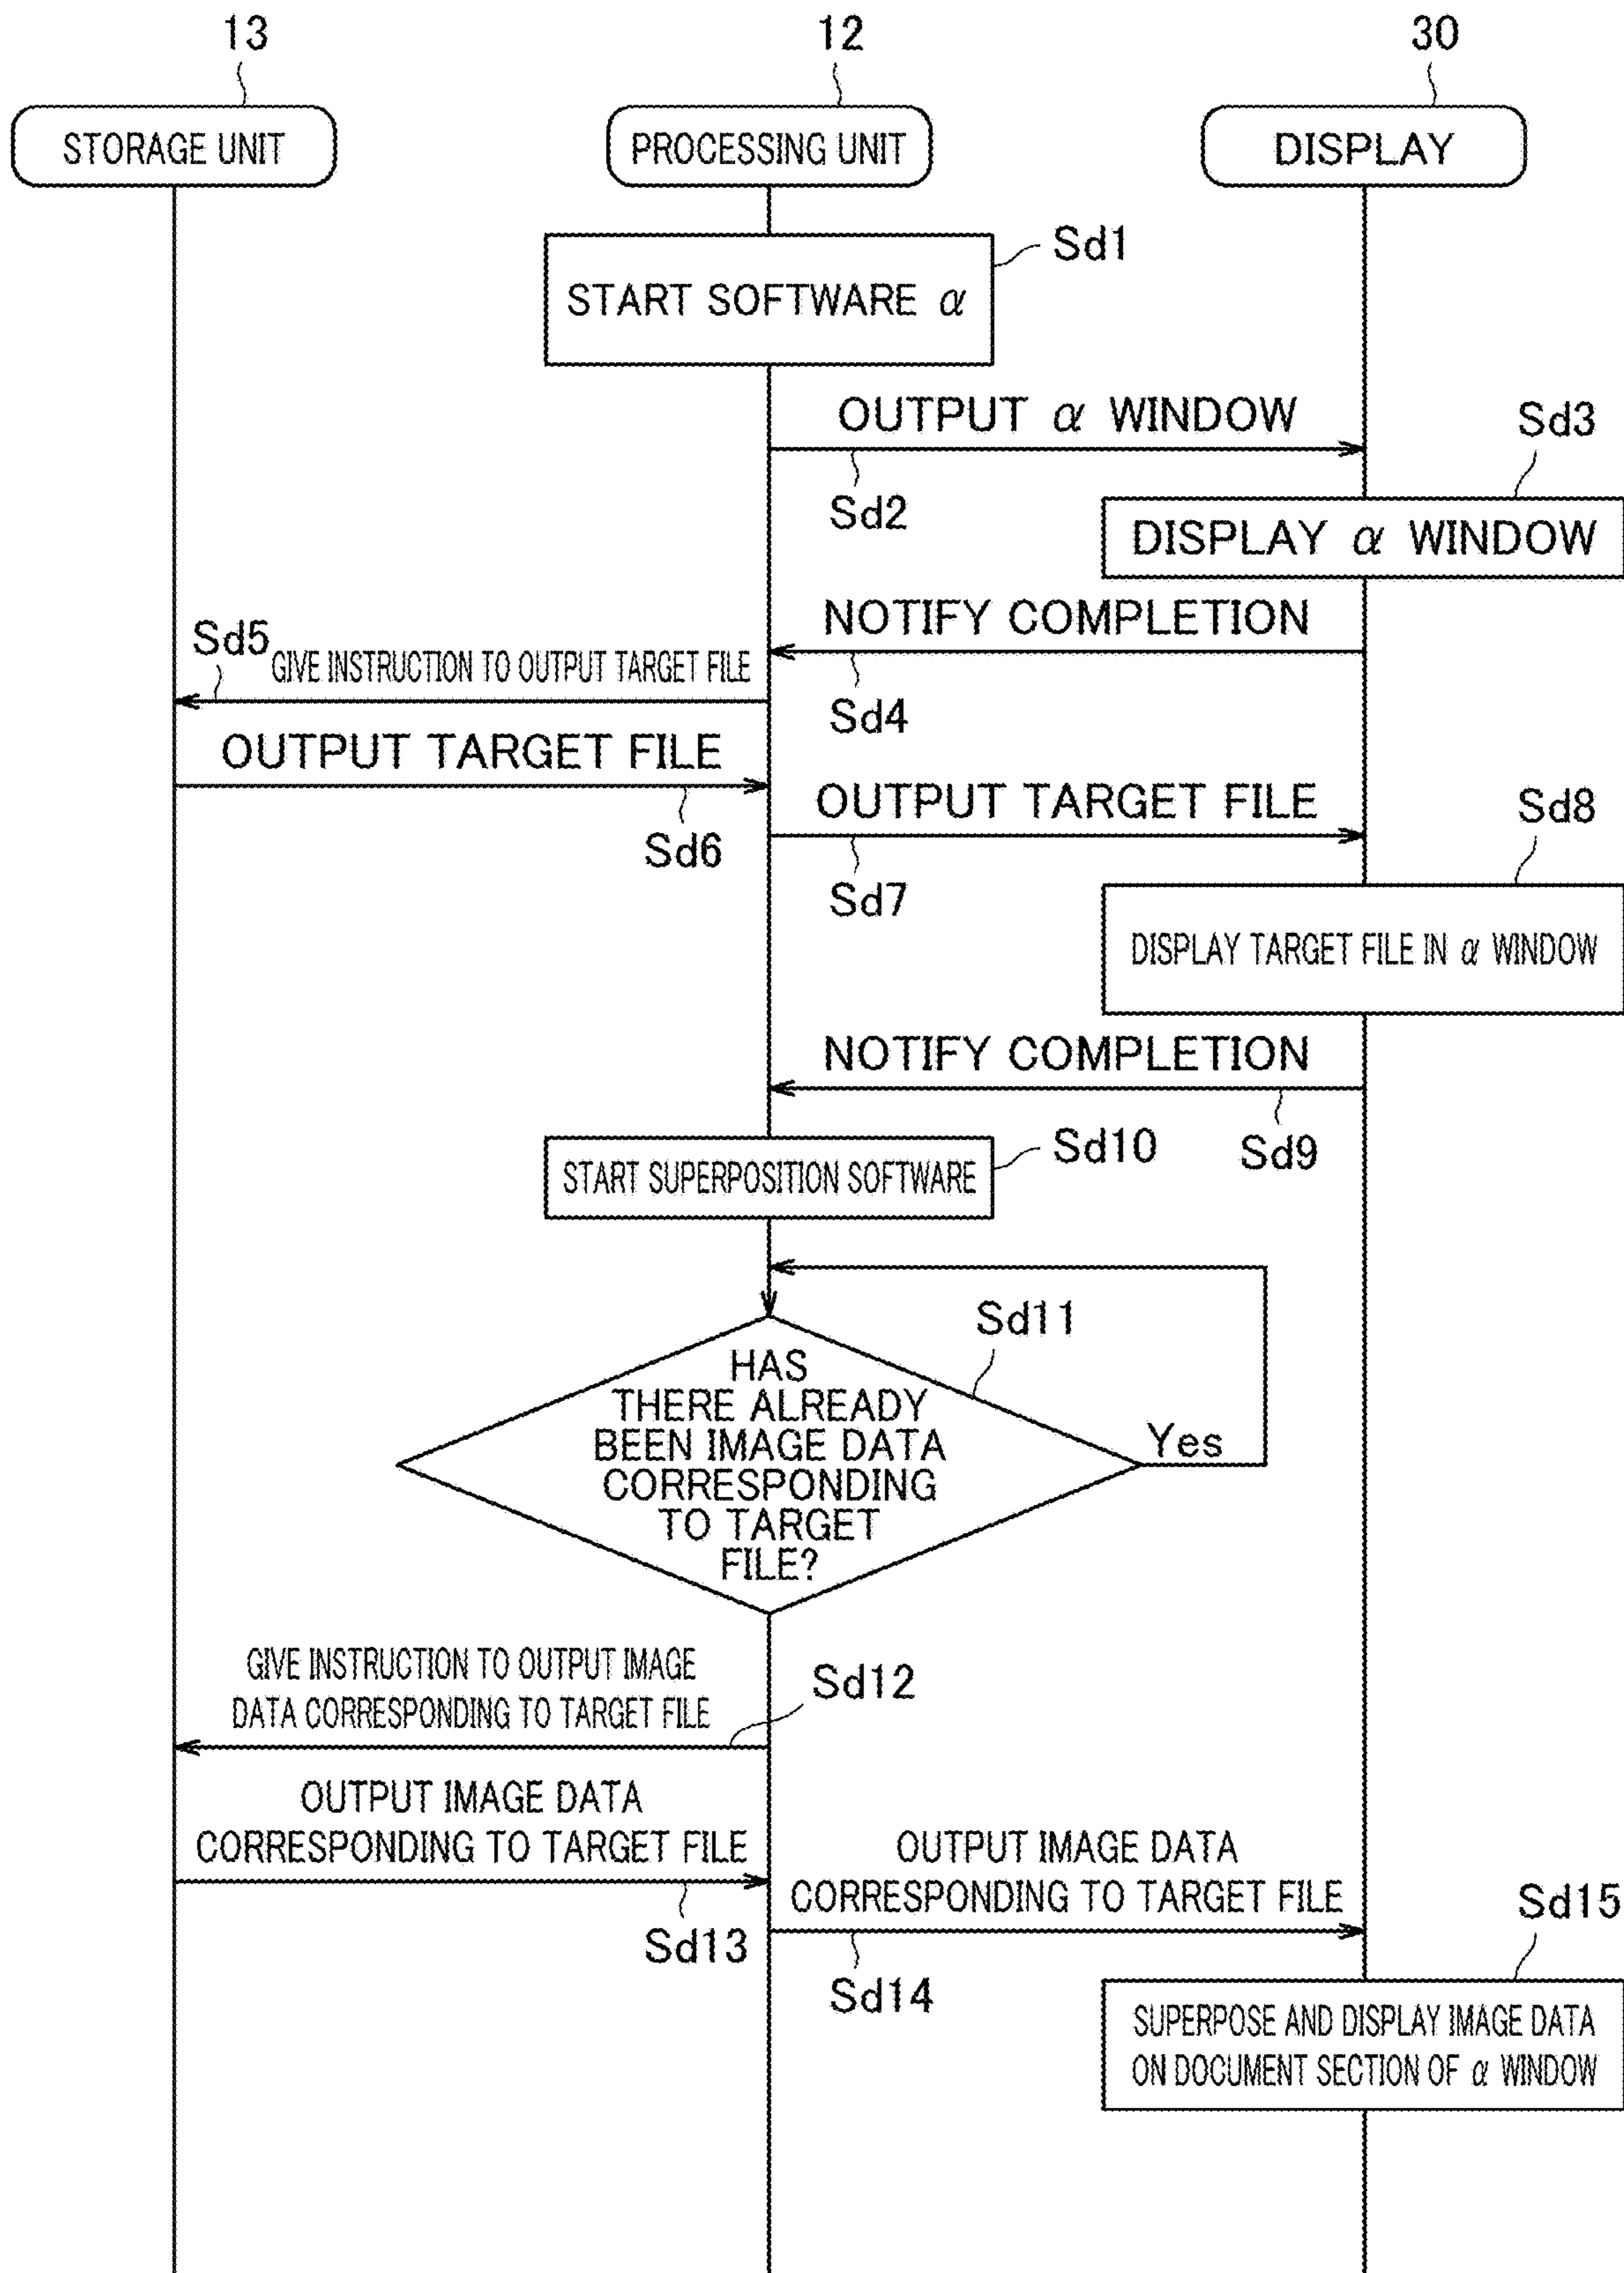 13
12
30
STORAGE UNIT
PROCESSING UNIT
DISPLAY
Sd1
START SOFTWARE α
OUTPUT α WINDOW
Sd3
Sd2
DISPLAY α WINDOW
NOTIFY COMPLETION
Sd5
GIVE INSTRUCTION TO OUTPUT TARGET FILE
Sd4
OUTPUT TARGET FILE
OUTPUT TARGET FILE
Sd8
Sd6
Sd7
DISPLAY TARGET FILE IN α WINDOW
NOTIFY COMPLETION
Sd10
Sd9
START SUPERPOSITION SOFTWARE
Sd11
HAS
THERE ALREADY
BEEN IMAGE DATA
CORRESPONDING
TO TARGET
FILE?
Yes
GIVE INSTRUCTION TO OUTPUT IMAGE
DATA CORRESPONDING TO TARGET FILE
Sd12
OUTPUT IMAGE DATA
CORRESPONDING TO TARGET FILE
OUTPUT IMAGE DATA
CORRESPONDING TO TARGET FILE
Sd15
Sd13
Sd14
SUPERPOSE AND DISPLAY IMAGE DATA
ON DOCUMENT SECTION OF α WINDOW